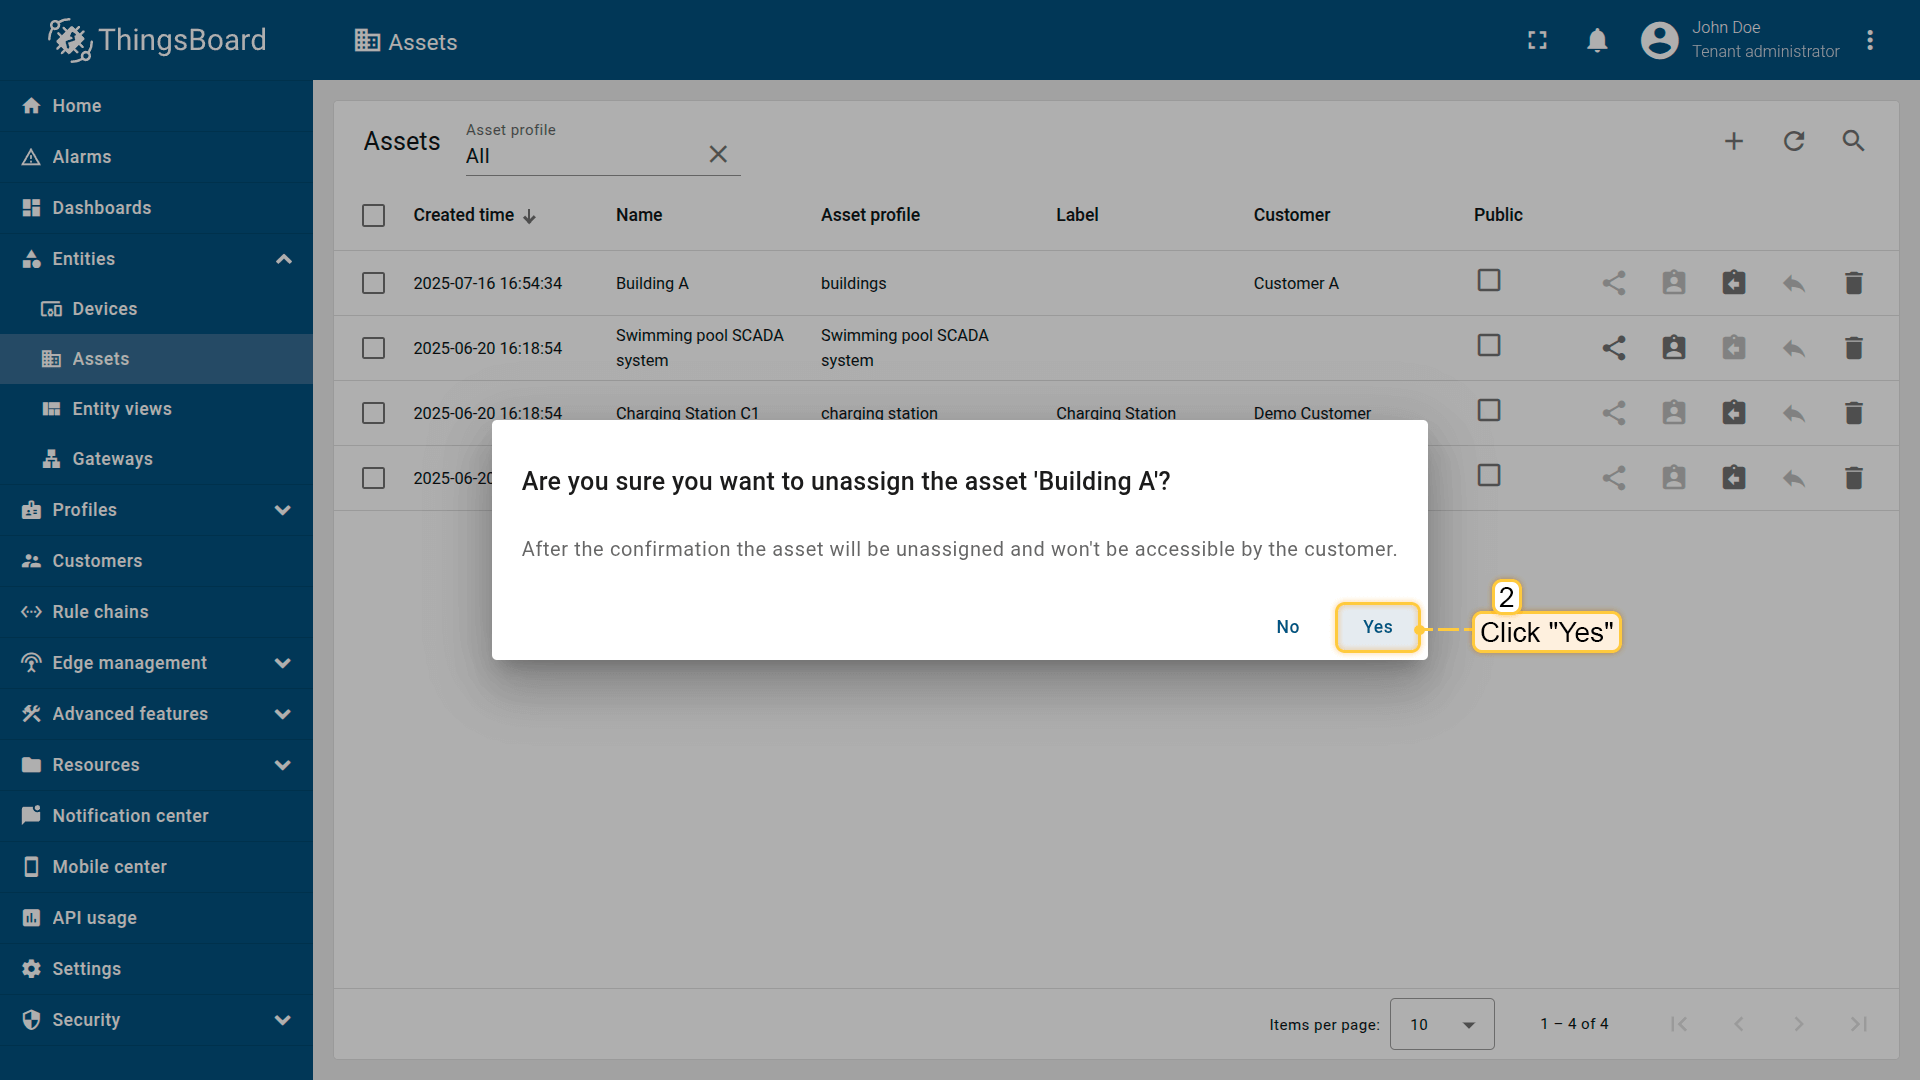 ThingsBoard
Assets
John Doe
Tenant administrator
Home
Alarms
Dashboards
Entities
Devices
Assets
Entity views
Gateways
Profiles
Customers
Rule chains
Edge management
Advanced features
Resources
Notification center
Mobile center
API usage
Settings
Security
Assets
Asset profile
All
Created time Name Asset profile Label Customer Public
2025-07-16 16:54:34 Building A buildings Customer A
2025-06-20 16:18:54 Swimming pool SCADA system Swimming pool SCADA system
2025-06-20 16:18:54 Charging Station C1 charging station Charging Station Demo Customer
2025-06-20
Are you sure you want to unassign the asset 'Building A'?
After the confirmation the asset will be unassigned and won't be accessible by the customer.
No Yes
2
Click "Yes"
Items per page: 10 1 – 4 of 4